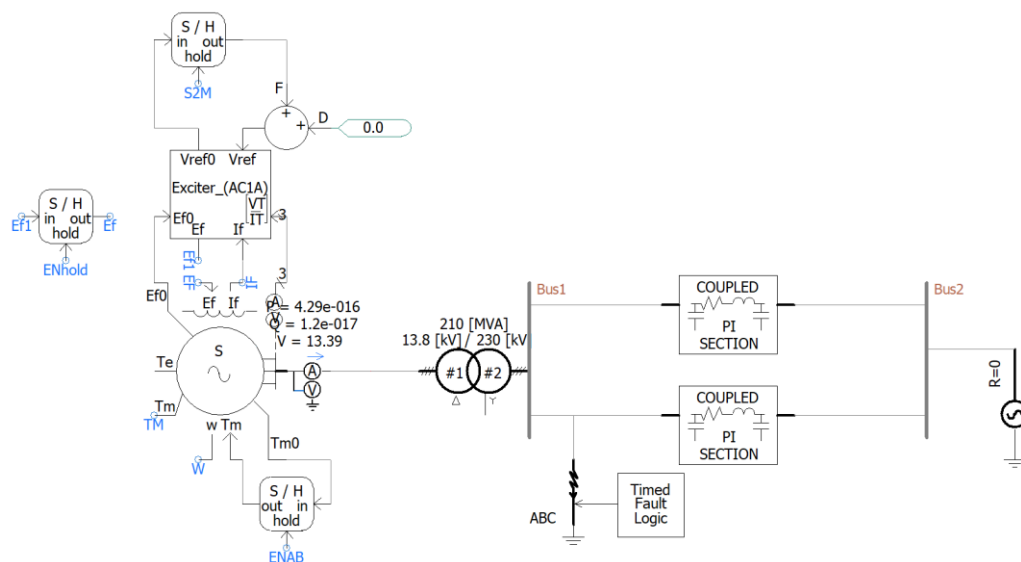 S / H
in out
hold
S2M
F
+
+
D
0.0
Vref0 Vref
Exciter_(AC1A)
VT
IT
3
Ef0
Ef If
S / H
in out
hold
Ef1
Ef
ENhold
Ef1
EF
IF
3
Ef0
Ef If
A
V
P = 4.29e-016
Q = 1.2e-017
V = 13.39
S
A
V
Te
Tm
TM
w Tm
W
Tm0
S / H
out in
hold
ENAB
210 [MVA]
13.8 [kV] / 230 [kV
#1 #2
Δ Y
Bus1
COUPLED
PI
SECTION
COUPLED
PI
SECTION
Bus2
R=0
ABC
Timed
Fault
Logic